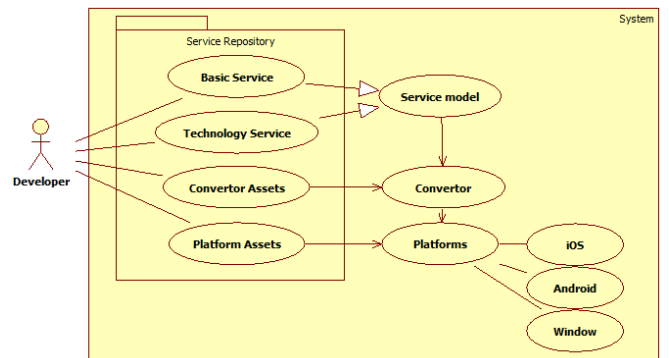 System
Service Repository
Basic Service
Service model
Technology Service
Developer
Convertor Assets
Convertor
Platform Assets
Platforms
iOS
Android
Window